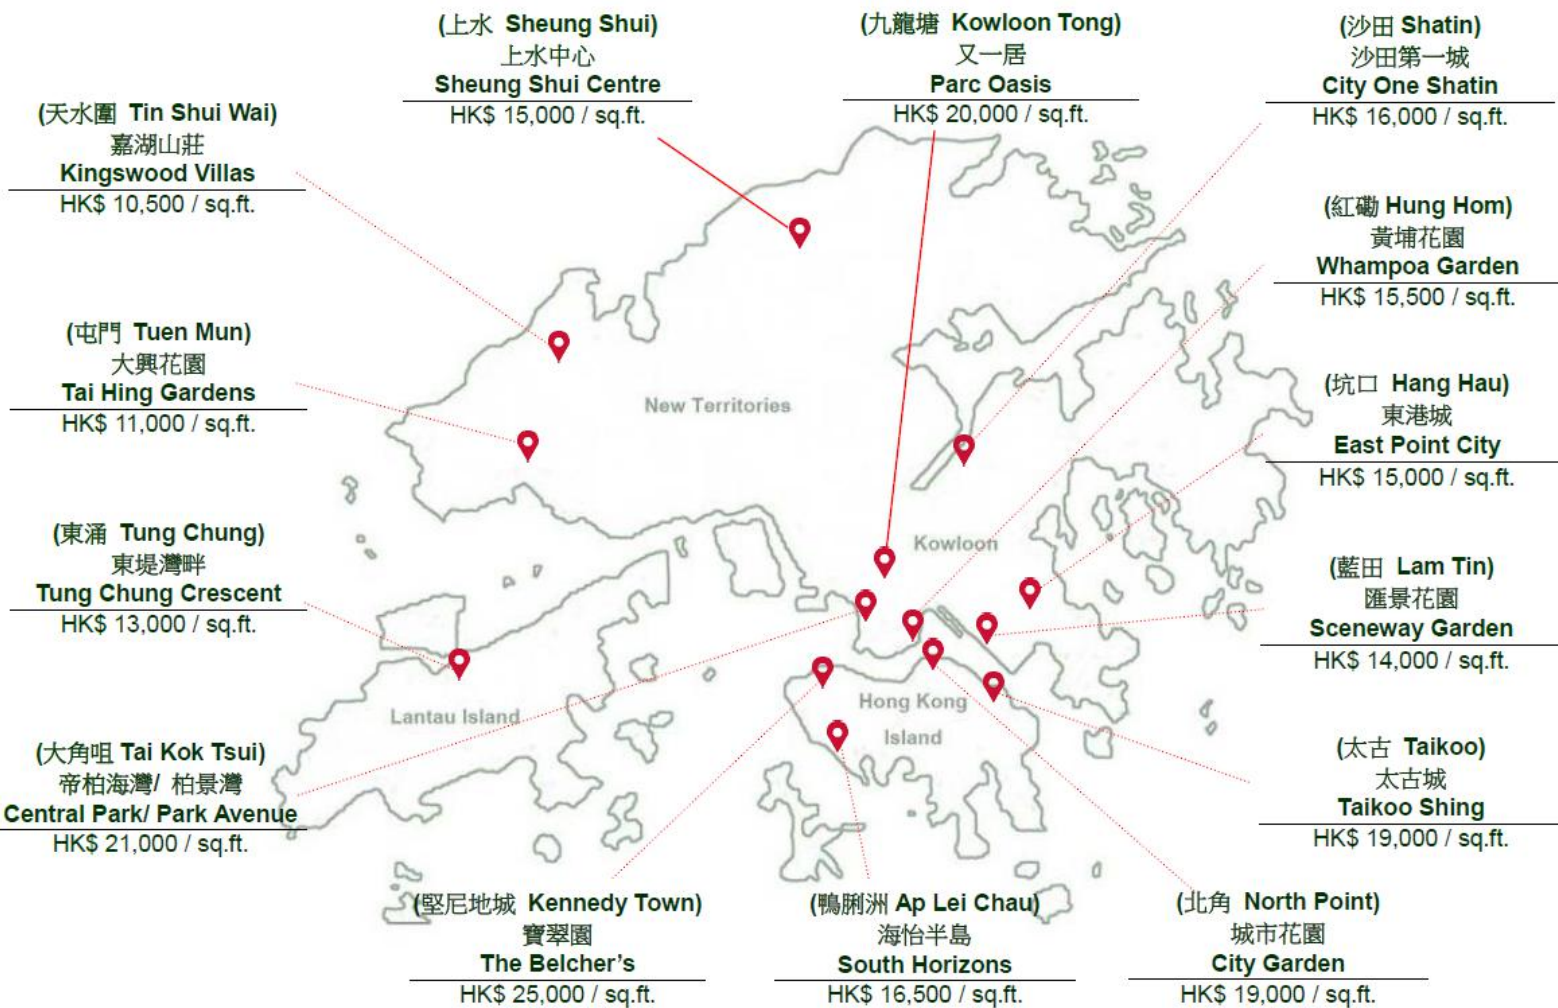 (上水 Sheung Shui)
上水中心
Sheung Shui Centre
HK$ 15,000 / sq.ft.
(九龍塘 Kowloon Tong)
又一居
Parc Oasis
HK$ 20,000 / sq.ft.
(沙田 Shatin)
沙田第一城
City One Shatin
HK$ 16,000 / sq.ft.
(天水圍 Tin Shui Wai)
嘉湖山莊
Kingswood Villas
HK$ 10,500 / sq.ft.
(紅磡 Hung Hom)
黃埔花園
Whampoa Garden
HK$ 15,500 / sq.ft.
(屯門 Tuen Mun)
大興花園
Tai Hing Gardens
HK$ 11,000 / sq.ft.
New Territories
(坑口 Hang Hau)
東港城
East Point City
HK$ 15,000 / sq.ft.
(東涌 Tung Chung)
東堤灣畔
Tung Chung Crescent
HK$ 13,000 / sq.ft.
Kowloon
(藍田 Lam Tin)
匯景花園
Sceneway Garden
HK$ 14,000 / sq.ft.
Lantau Island
Hong Kong
Island
(大角咀 Tai Kok Tsui)
帝柏海灣/ 柏景灣
Central Park/ Park Avenue
HK$ 21,000 / sq.ft.
(太古 Taikoo)
太古城
Taikoo Shing
HK$ 19,000 / sq.ft.
(堅尼地城 Kennedy Town)
寶翠園
The Belcher's
HK$ 25,000 / sq.ft.
(鴨脷洲 Ap Lei Chau)
海怡半島
South Horizons
HK$ 16,500 / sq.ft.
(北角 North Point)
城市花園
City Garden
HK$ 19,000 / sq.ft.